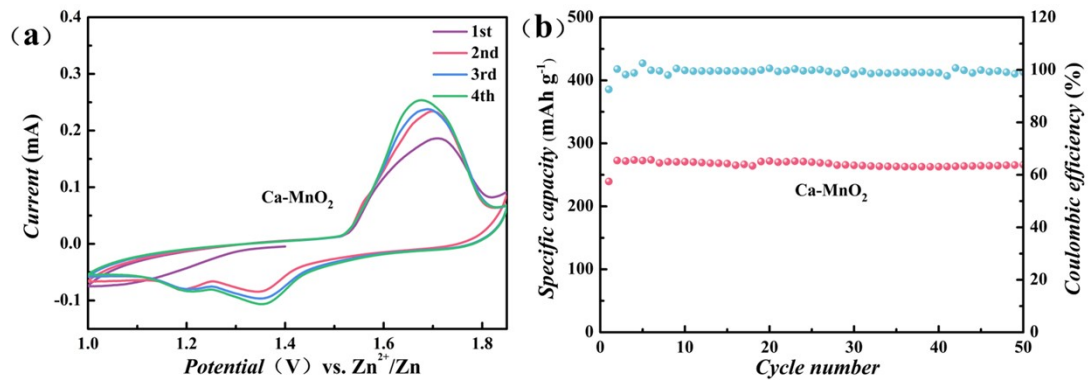 (a)
0.4
0.3
0.2
0.1
0.0
-0.1
Current (mA)
1st
2nd
3rd
4th
Ca-MnO2
1.0 1.2 1.4 1.6 1.8
Potential (V) vs. Zn2+/Zn
(b)
500
400
300
200
100
0
Specific capacity (mAh g-1)
Ca-MnO2
120
100
80
60
40
20
0
Coulombic efficiency (%)
0 10 20 30 40 50
Cycle number